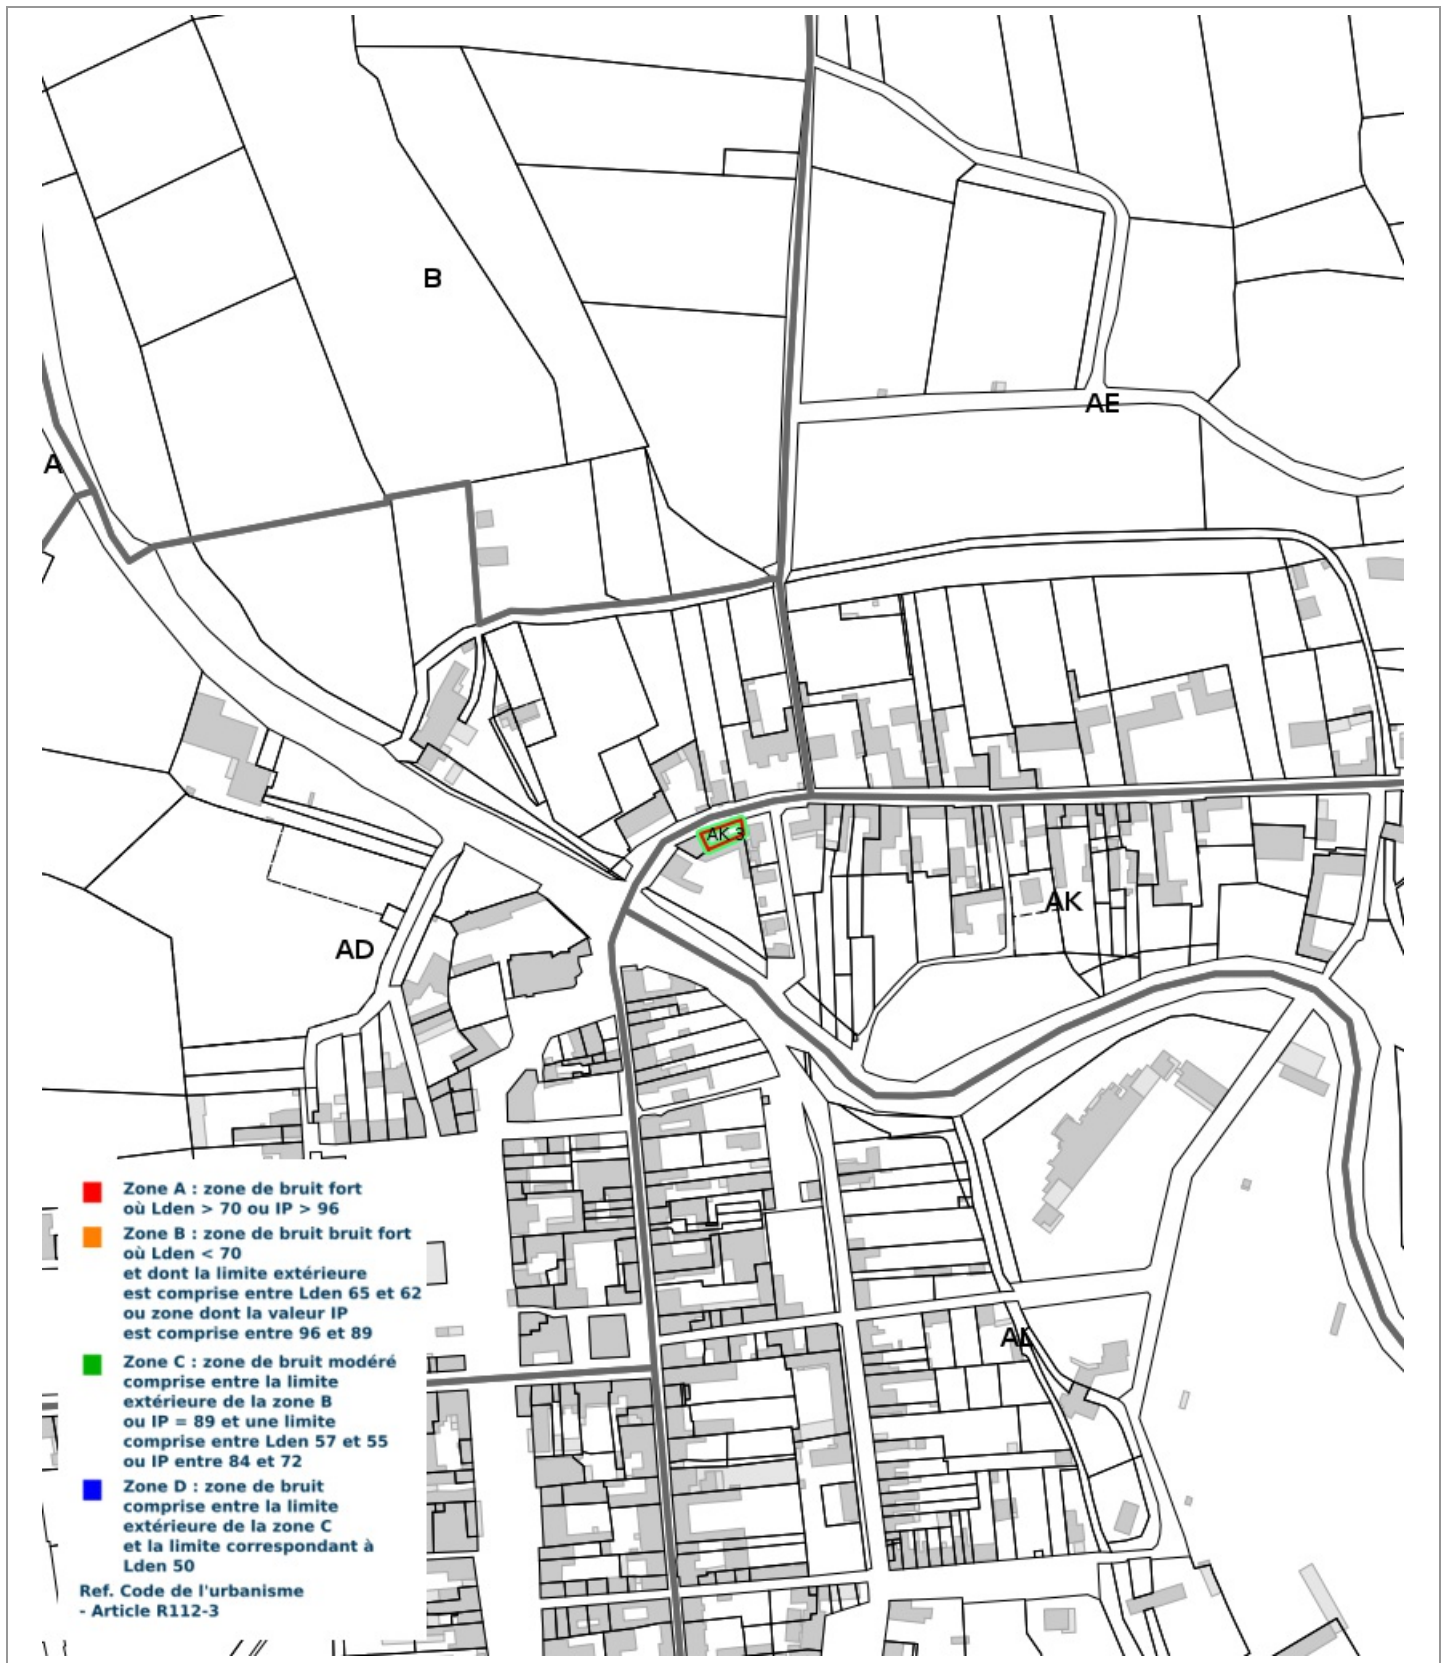 B
AE
A
AK 3
AK
AD
Zone A : zone de bruit fort
où Lden > 70 ou IP > 96
Zone B : zone de bruit bruit fort
où Lden < 70
et dont la limite extérieure
est comprise entre Lden 65 et 62
ou zone dont la valeur IP
est comprise entre 96 et 89
AL
Zone C : zone de bruit modéré
comprise entre la limite
extérieure de la zone B
ou IP = 89 et une limite
comprise entre Lden 57 et 55
ou IP entre 84 et 72
Zone D : zone de bruit
comprise entre la limite
extérieure de la zone C
et la limite correspondant à
Lden 50
Ref. Code de l'urbanisme
- Article R112-3